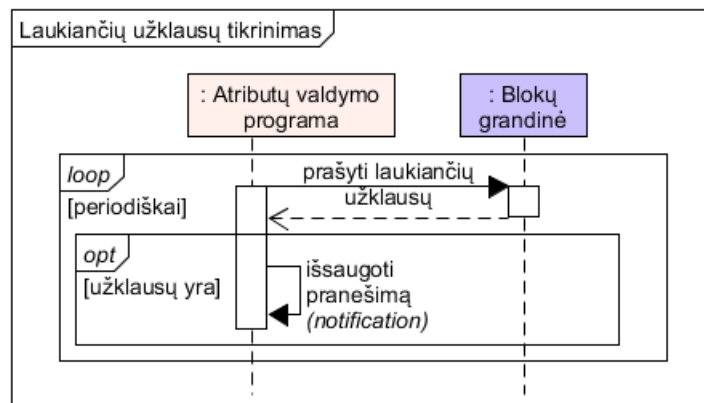 Laukiančių užklausų tikrinimas
: Atributų valdymo
programa
: Blokų
grandinė
loop
[periodiškai]
prašyti laukiančių
užklausų
opt
[užklausų yra]
išsaugoti
pranešimą
(notification)